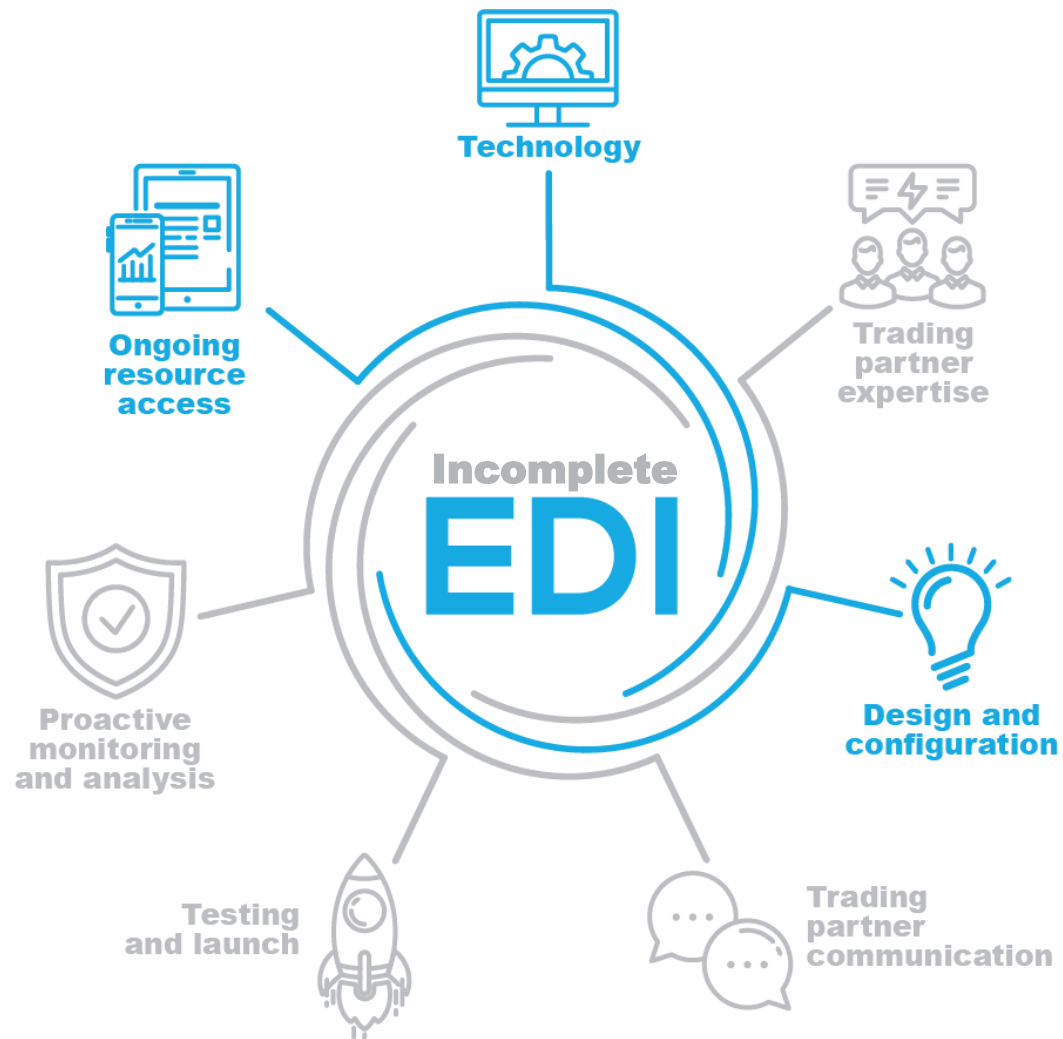 Technology
Trading
partner
expertise
Ongoing
resource
access
Incomplete
EDI
Design and
configuration
Proactive
monitoring
and analysis
Testing
and launch
Trading
partner
communication